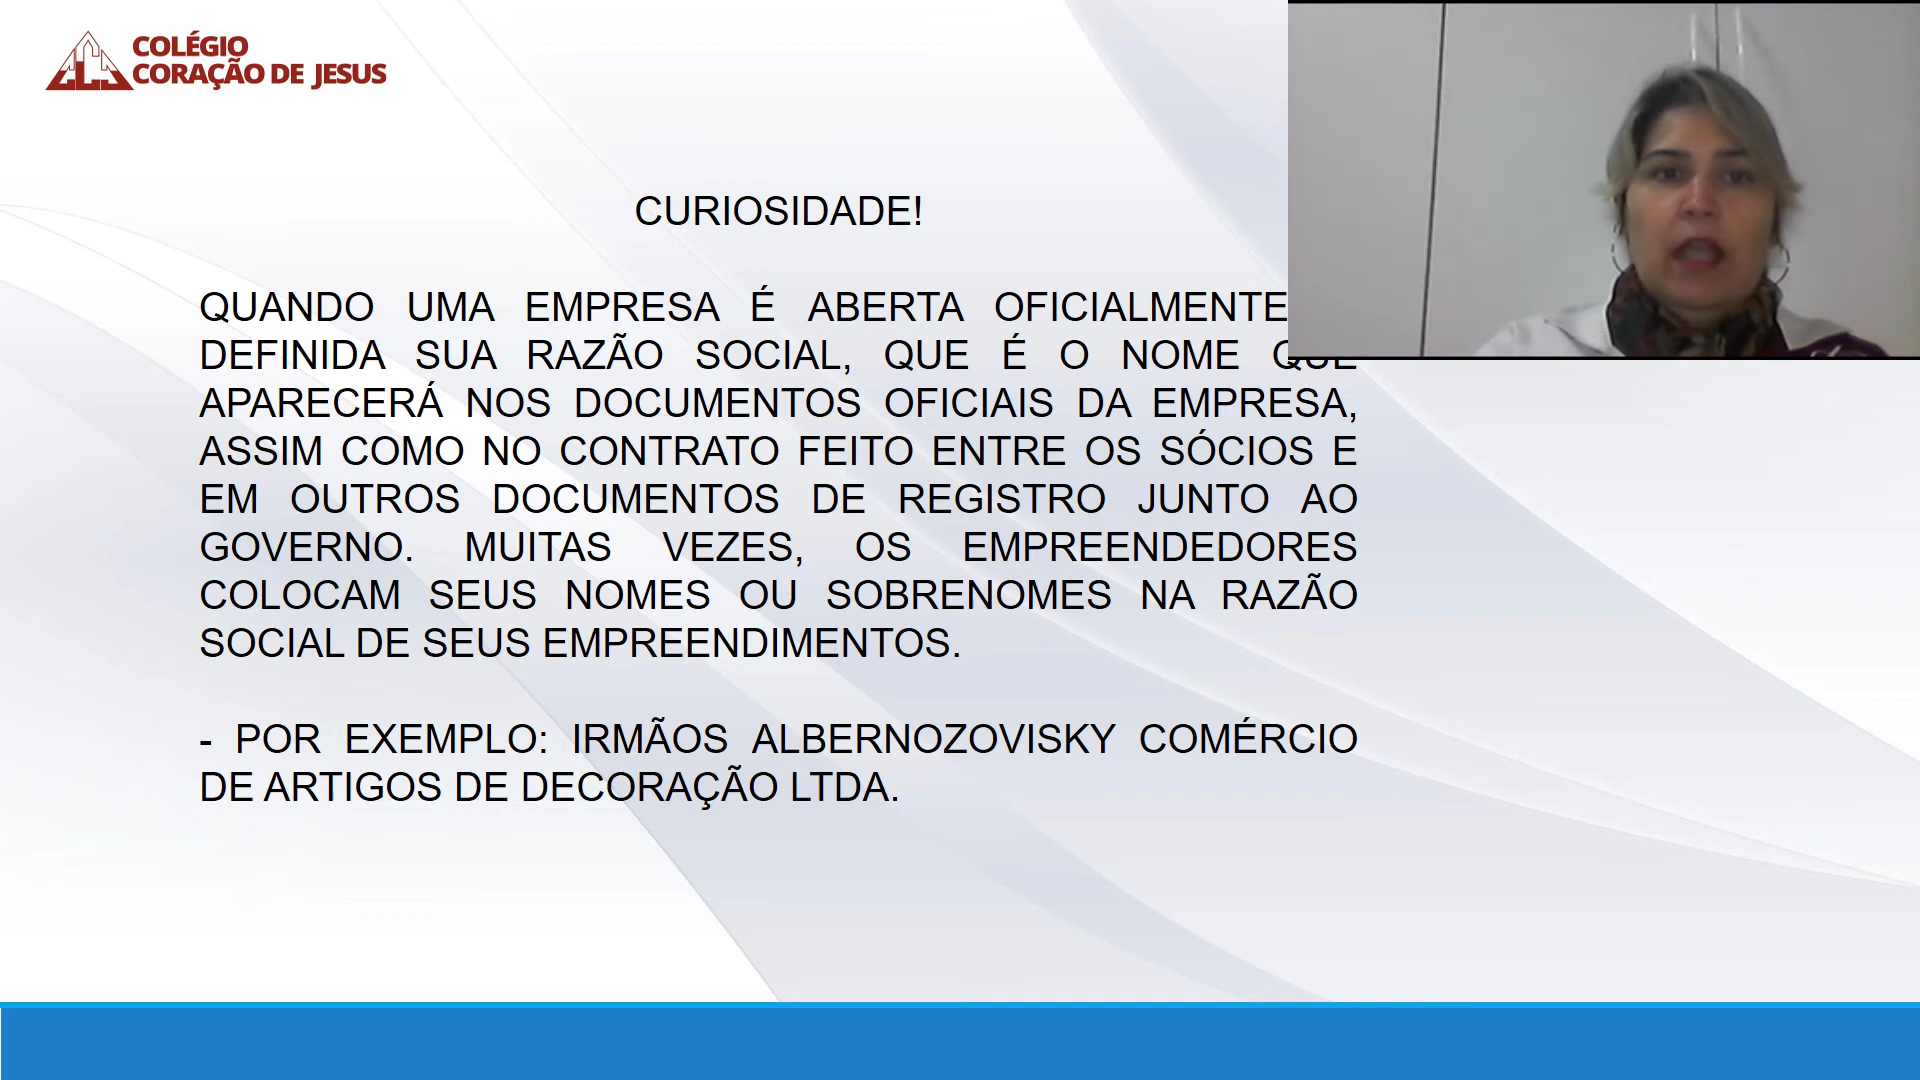 COLÉGIO
CORAÇÃO DE JESUS
CURIOSIDADE!
QUANDO UMA EMPRESA É ABERTA OFICIALMENTE
DEFINIDA SUA RAZÃO SOCIAL, QUE É O NOME QUE
APARECERÁ NOS DOCUMENTOS OFICIAIS DA EMPRESA,
ASSIM COMO NO CONTRATO FEITO ENTRE OS SÓCIOS E
EM OUTROS DOCUMENTOS DE REGISTRO JUNTO AO
GOVERNO. MUITAS VEZES, OS EMPREENDEDORES
COLOCAM SEUS NOMES OU SOBRENOMES NA RAZÃO
SOCIAL DE SEUS EMPREENDIMENTOS.
- POR EXEMPLO: IRMÃOS ALBERNOZOVISKY COMÉRCIO
DE ARTIGOS DE DECORAÇÃO LTDA.